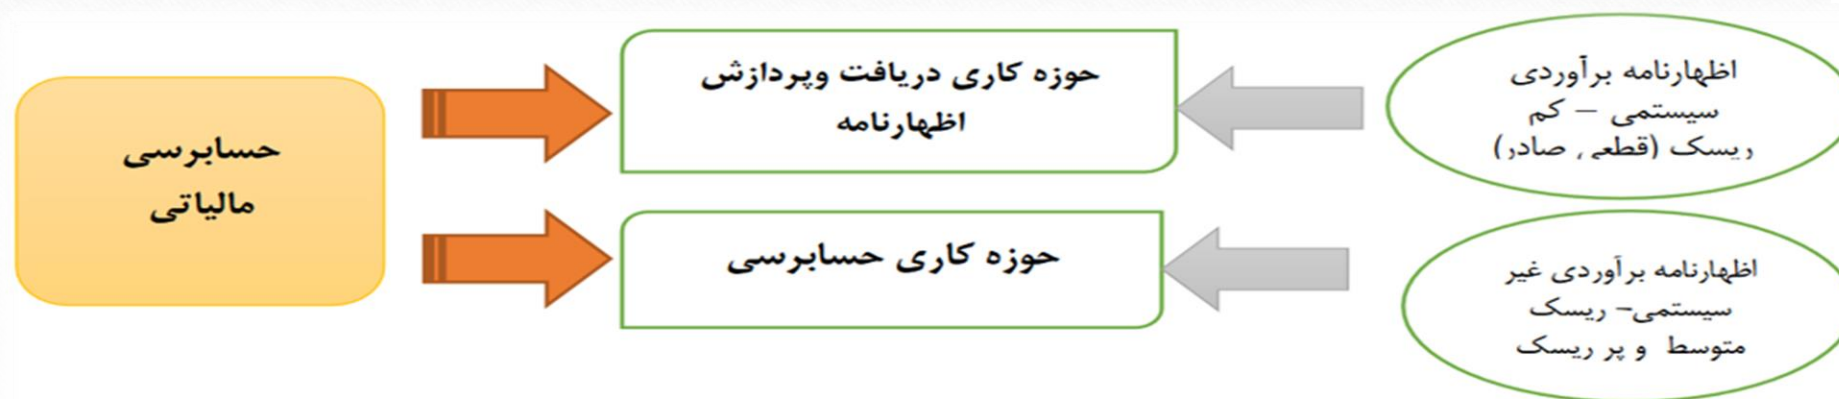 اظهارنامه برآوردی
سیستمی – کم
ریسک (قطعی صادر)
حوزه کاری دریافت وپردازش
اظهارنامه
حسابرسی
مالیاتی
اظهارنامه برآوردی غیر
سیستمی– ریسک
متوسط و پر ریسک
حوزه کاری حسابرسی